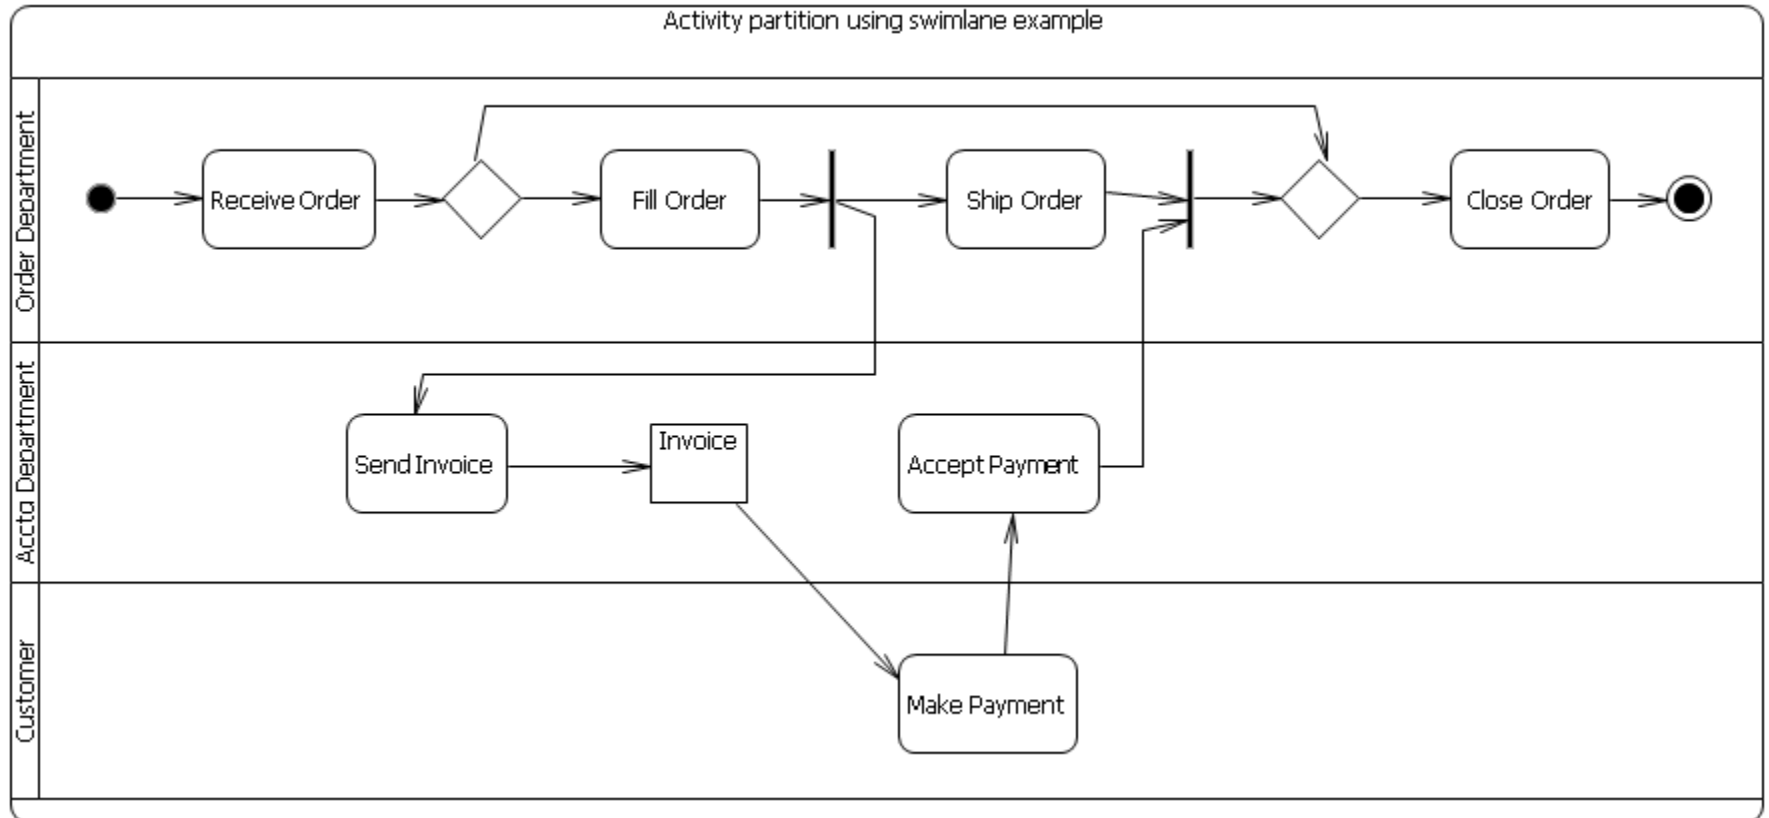 Activity partition using swimlane example
Order Department
Receive Order
Fill Order
Ship Order
Close Order
Accta Department
Send Invoice
Invoice
Accept Payment
Customer
Make Payment